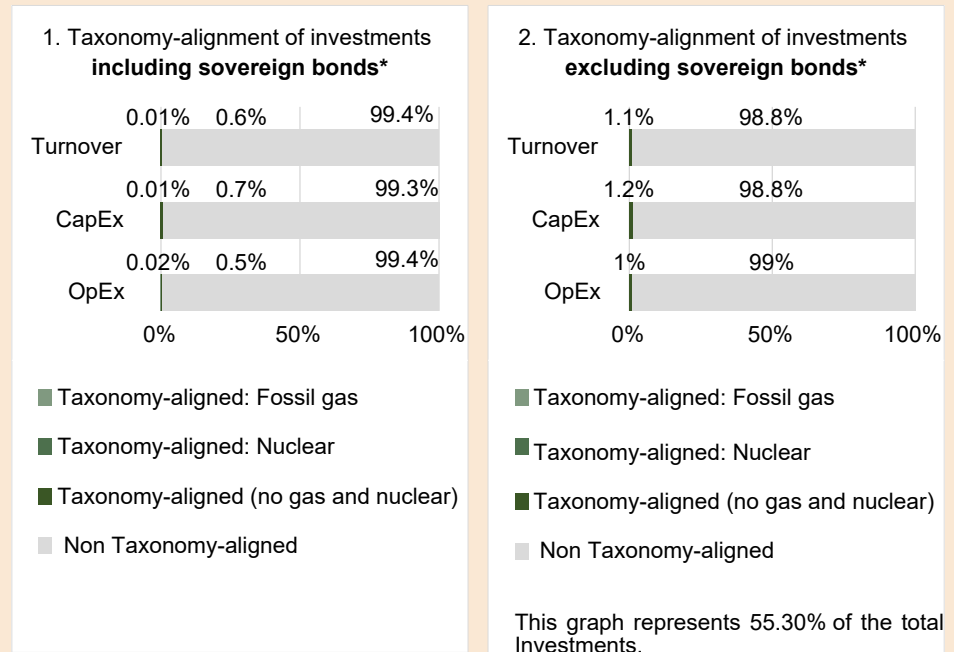 1. Taxonomy-alignment of investments
including sovereign bonds*
0.01% 0.6% 99.4%
Turnover
0.01% 0.7% 99.3%
CapEx
0.02% 0.5% 99.4%
OpEx
0% 50% 100%
Taxonomy-aligned: Fossil gas
Taxonomy-aligned: Nuclear
Taxonomy-aligned (no gas and nuclear)
Non Taxonomy-aligned
2. Taxonomy-alignment of investments
excluding sovereign bonds*
1.1% 98.8%
Turnover
1.2% 98.8%
CapEx
1% 99%
OpEx
0% 50% 100%
Taxonomy-aligned: Fossil gas
Taxonomy-aligned: Nuclear
Taxonomy-aligned (no gas and nuclear)
Non Taxonomy-aligned
This graph represents 55.30% of the total
Investments.